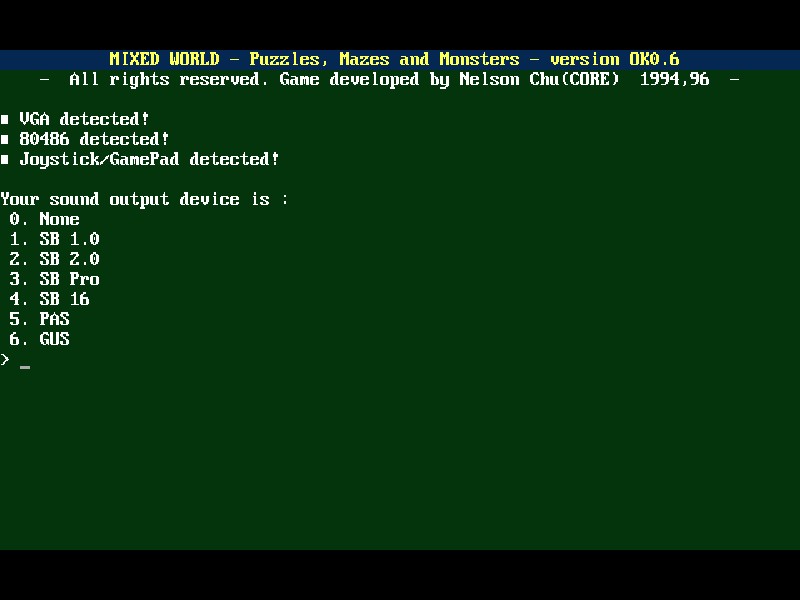 MIXED WORLD - Puzzles, Mazes and Monsters - version OK0.6
- All rights reserved. Game developed by Nelson Chu(CORE) 1994,96 -
■ VGA detected!
■ 80486 detected!
■ Joystick/GamePad detected!
Your sound output device is :
0. None
1. SB 1.0
2. SB 2.0
3. SB Pro
4. SB 16
5. PAS
6. GUS
> _